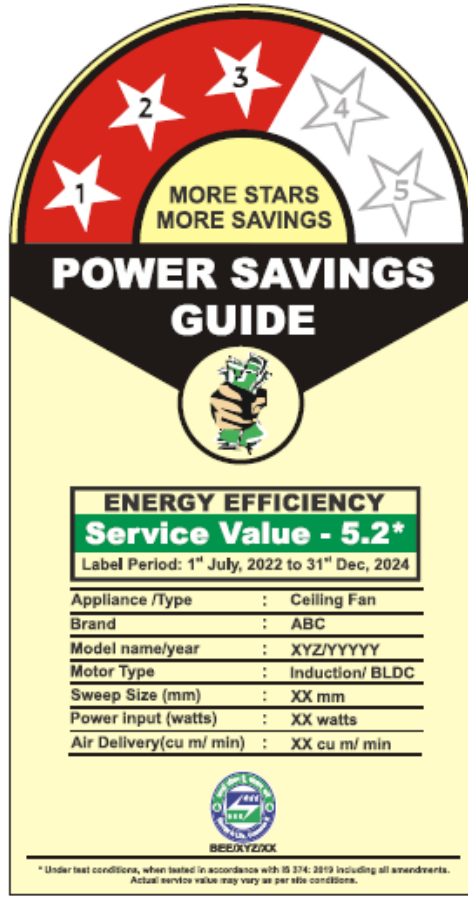 1
2
3
4
5
MORE STARS
MORE SAVINGS
POWER SAVINGS
GUIDE
ENERGY EFFICIENCY
Service Value - 5.2*
Label Period: 1st July, 2022 to 31st Dec, 2024
Appliance /Type : Ceiling Fan
Brand : ABC
Model name/year : XYZ/YYYYY
Motor Type : Induction/ BLDC
Sweep Size (mm) : XX mm
Power input (watts) : XX watts
Air Delivery(cu m/ min) : XX cu m/ min
BEE/XYZ/XX
* Under test conditions, when tested in accordance with IS 374: 2019 including all amendments.
Actual service value may vary as per site conditions.